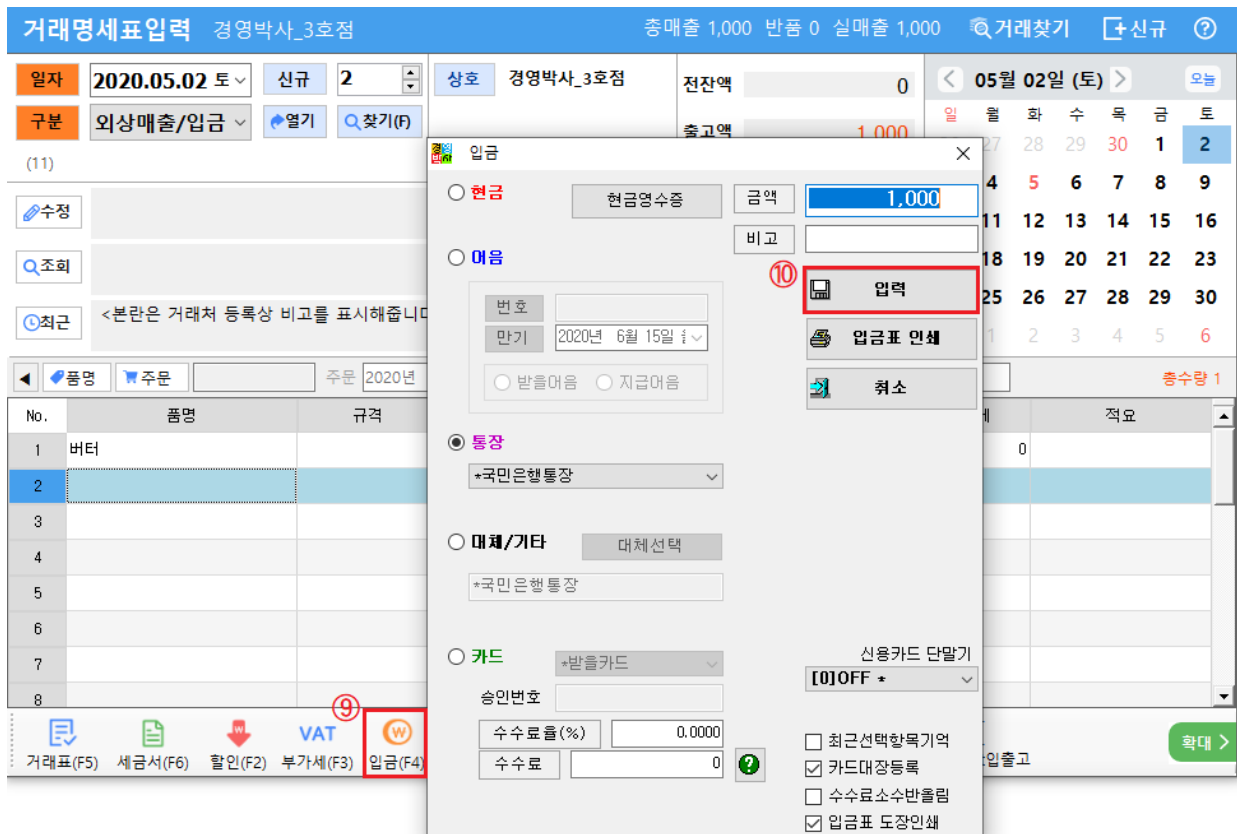 거래명세표입력 경영박사_3호점 총매출 1,000 반품 0 실매출 1,000 거래찾기 신규
일자 2020.05.02 토 신규 2 상호 경영박사_3호점 전잔액 0 05월 02일 (토) 오늘
구분 외상매출/입금 열기 찾기(F) 출고액 1,000
(11)
일 월 화 수 목 금 토
27 28 29 30 1 2
4 5 6 7 8 9
11 12 13 14 15 16
18 19 20 21 22 23
25 26 27 28 29 30
1 2 3 4 5 6
수정
조회
최근 <본란은 거래처 등록상 비고를 표시해줍니
품명 주문 주문 2020년 총수량 1
No. 품명 규격 적요
1 버터 0
2
3
4
5
6
7
8
⑨
거래표(F5) 세금서(F6) 할인(F2) VAT 부가세(F3) 입금(F4) 입출고 확대
입금
현금 현금영수증 금액 1,000
비고
어음
⑩ 입력
번호
만기 2020년 6월 15일
입금표 인쇄
받을어음 지급어음
취소
통장
*국민은행통장
대체/기타 대체선택
*국민은행통장
카드 *받을카드 신용카드 단말기
[0]OFF *
승인번호
수수료율(%) 0.0000
수수료 0
최근선택항목기억
카드대장등록
수수료소수반올림
입금표 도장인쇄